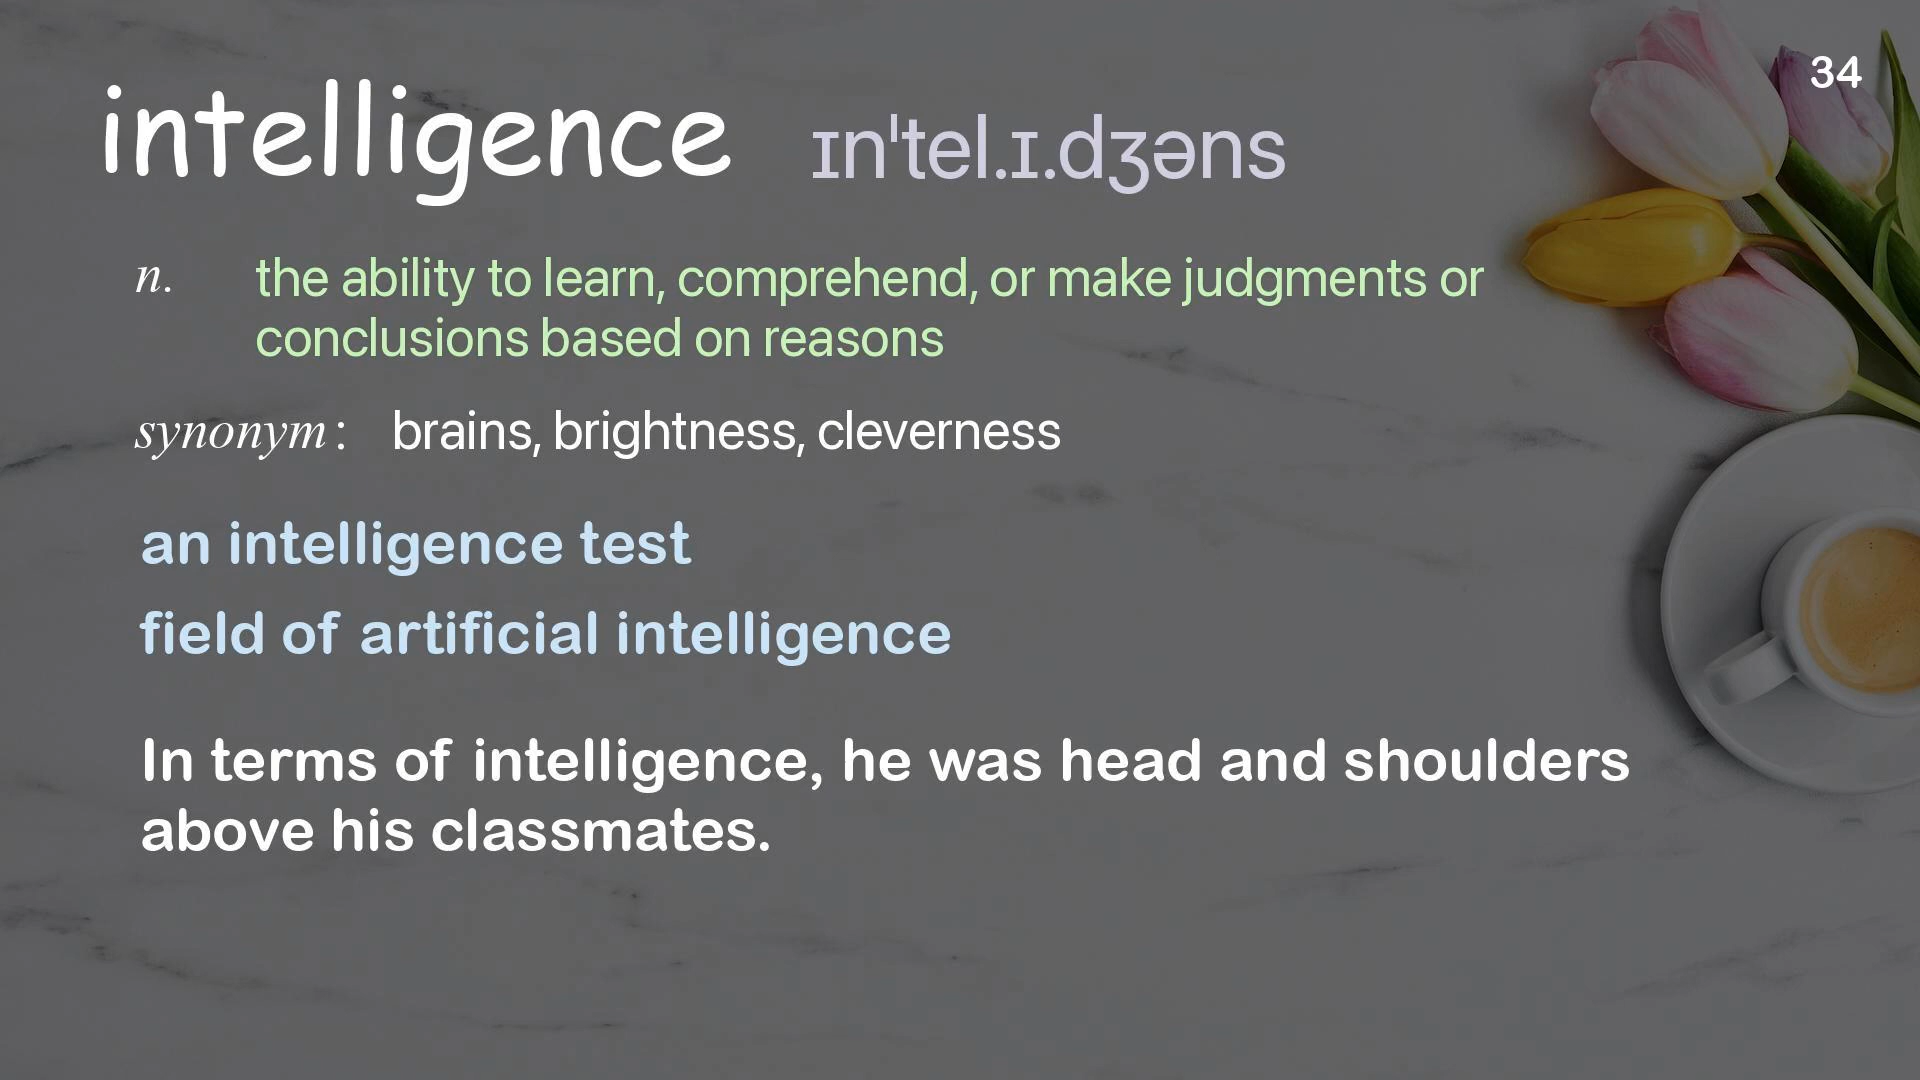 34
intelligence ɪn'tel.ɪ.dʒəns
n. the ability to learn, comprehend, or make judgments or
conclusions based on reasons
synonym: brains, brightness, cleverness
an intelligence test
field of artificial intelligence
In terms of intelligence, he was head and shoulders
above his classmates.